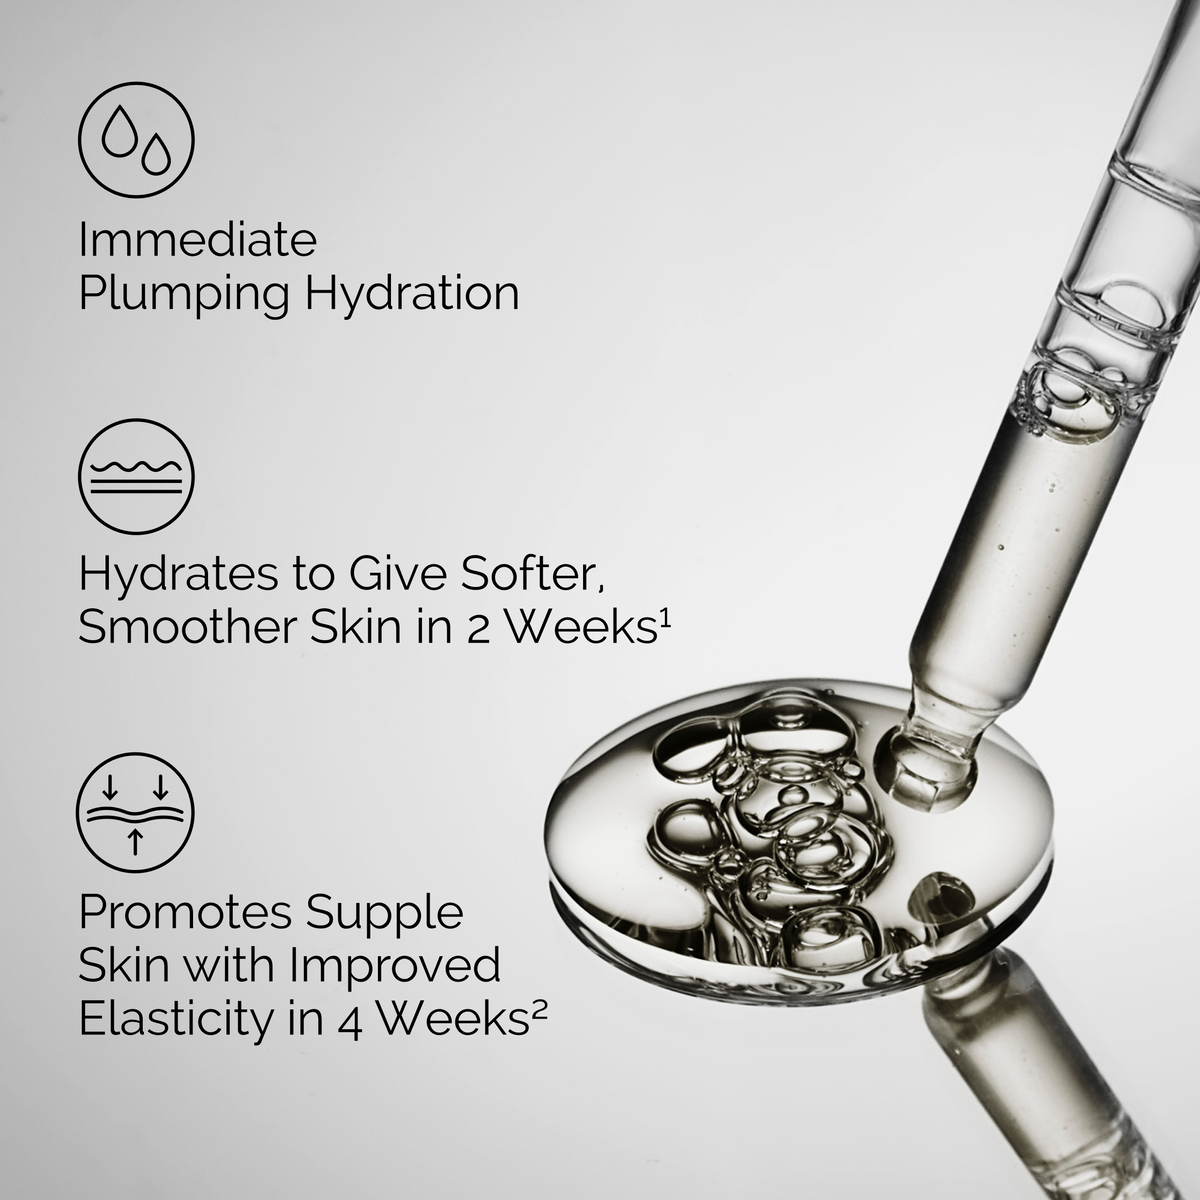 Immediate
Plumping Hydration
Hydrates to Give Softer,
Smoother Skin in 2 Weeks¹
Promotes Supple
Skin with Improved
Elasticity in 4 Weeks²